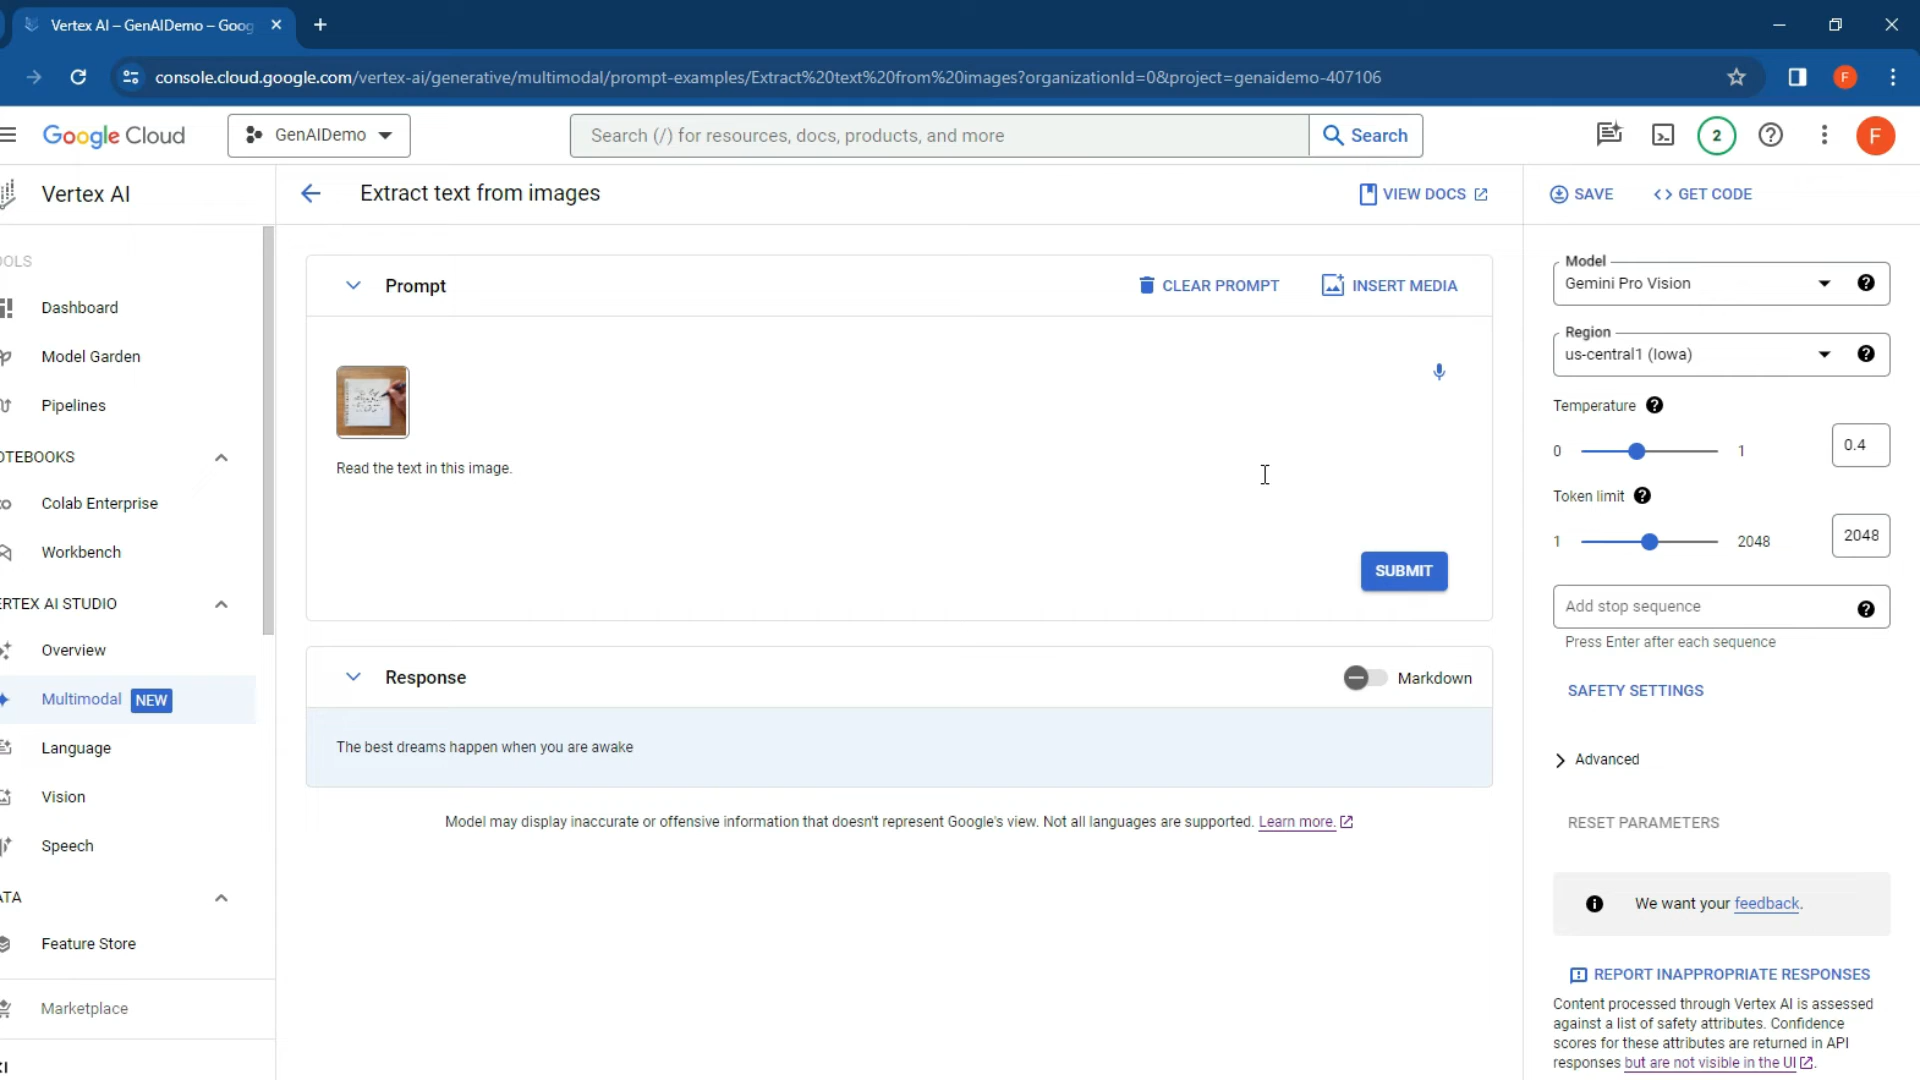 Vertex AI – GenAIDemo – Goog
console.cloud.google.com/vertex-ai/generative/multimodal/prompt-examples/Extract%20text%20from%20images?organizationId=0&project=genaidemo-407106
F
Google Cloud
GenAIDemo
Search (/) for resources, docs, products, and more
Search
2
F
Vertex AI
Extract text from images
VIEW DOCS
SAVE
<> GET CODE
OOLS
Dashboard
Model Garden
Pipelines
OTEBOOKS
Colab Enterprise
Workbench
ERTEX AI STUDIO
Overview
Multimodal NEW
Language
Vision
Speech
ATA
Feature Store
Marketplace
Prompt
CLEAR PROMPT
INSERT MEDIA
Read the text in this image.
SUBMIT
Response
Markdown
The best dreams happen when you are awake
Model may display inaccurate or offensive information that doesn't represent Google's view. Not all languages are supported. Learn more.
Model
Gemini Pro Vision
Region
us-central1 (Iowa)
Temperature
0
1
0.4
Token limit
1
2048
2048
Add stop sequence
Press Enter after each sequence
SAFETY SETTINGS
Advanced
RESET PARAMETERS
We want your feedback.
REPORT INAPPROPRIATE RESPONSES
Content processed through Vertex AI is assessed
against a list of safety attributes. Confidence
scores for these attributes are returned in API
responses but are not visible in the UI.